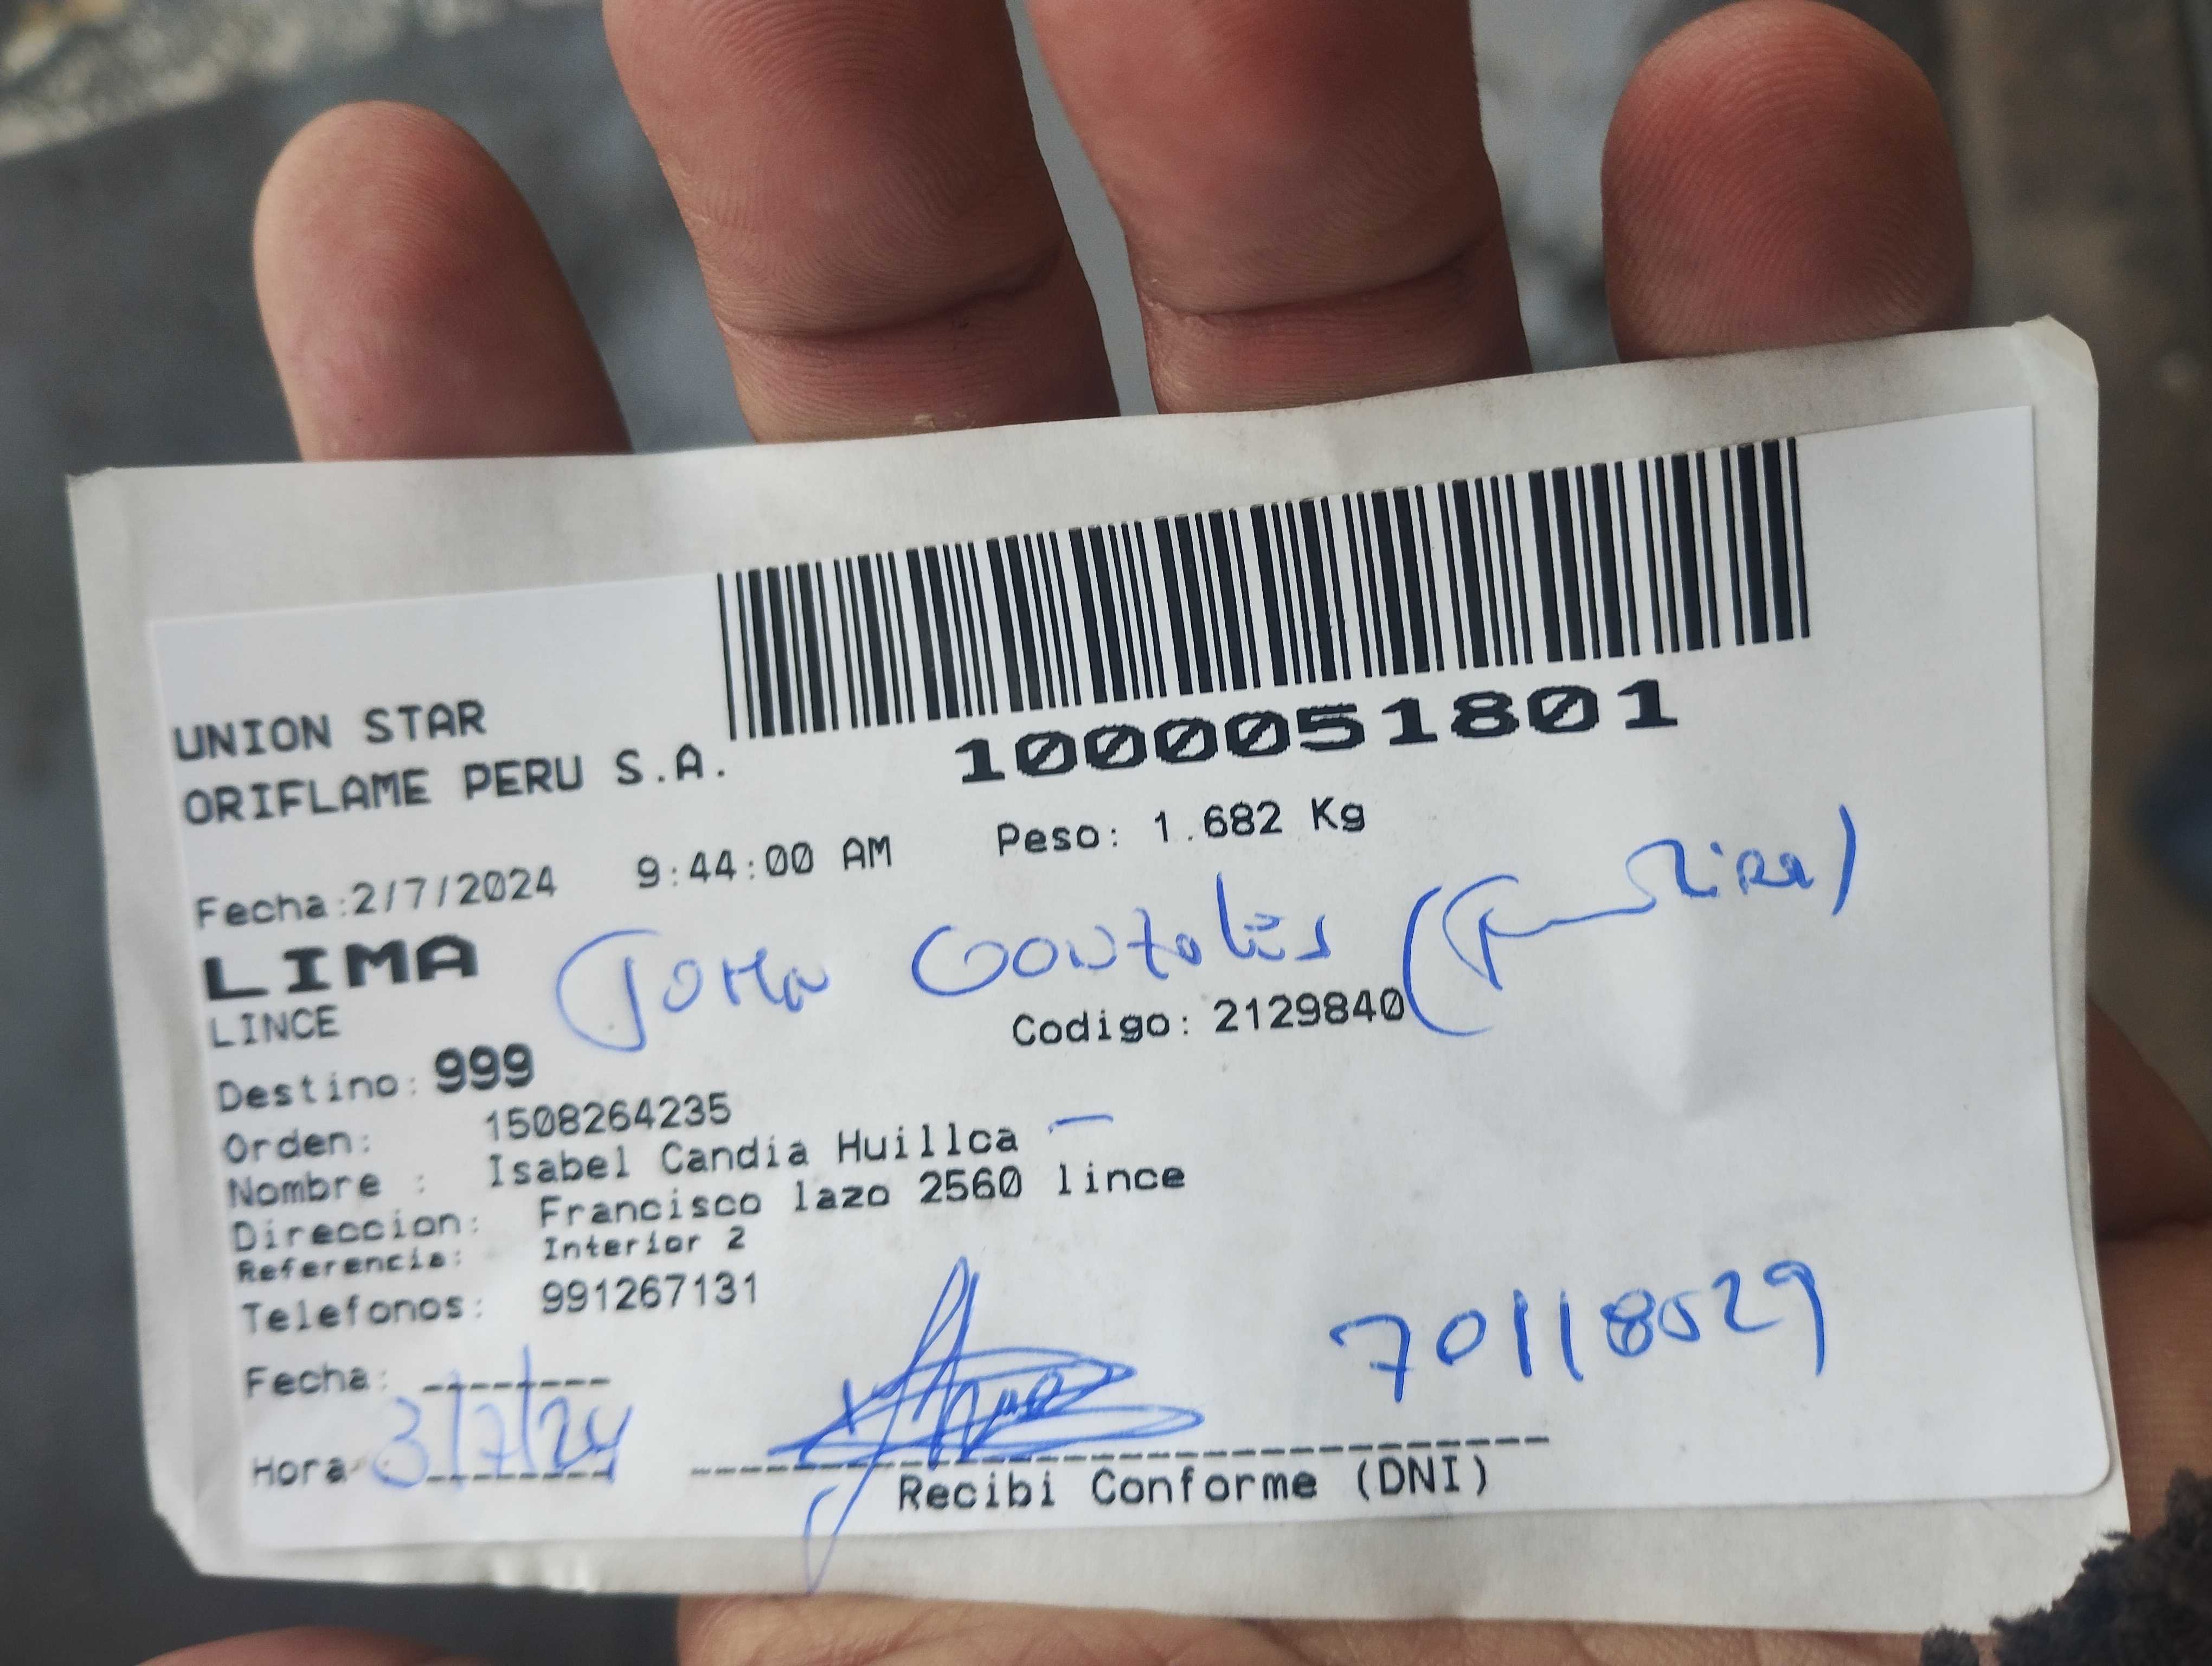 UNION STAR
ORIFLAME PERU S.A.
1000051801
Fecha:2/7/2024 9:44:00 AM Peso: 1.682 Kg
LIMA
Gonzales
LINCE
Codigo: 2129840
Destino: 999
Orden: 1508264235
Nombre : Isabel Candia Huillca
Direccion: Francisco lazo 2560 lince
Referencia: Interior 2
Telefonos: 991267131
70118529
Fecha:
3/7/24
Hora
Recibi Conforme (DNI)